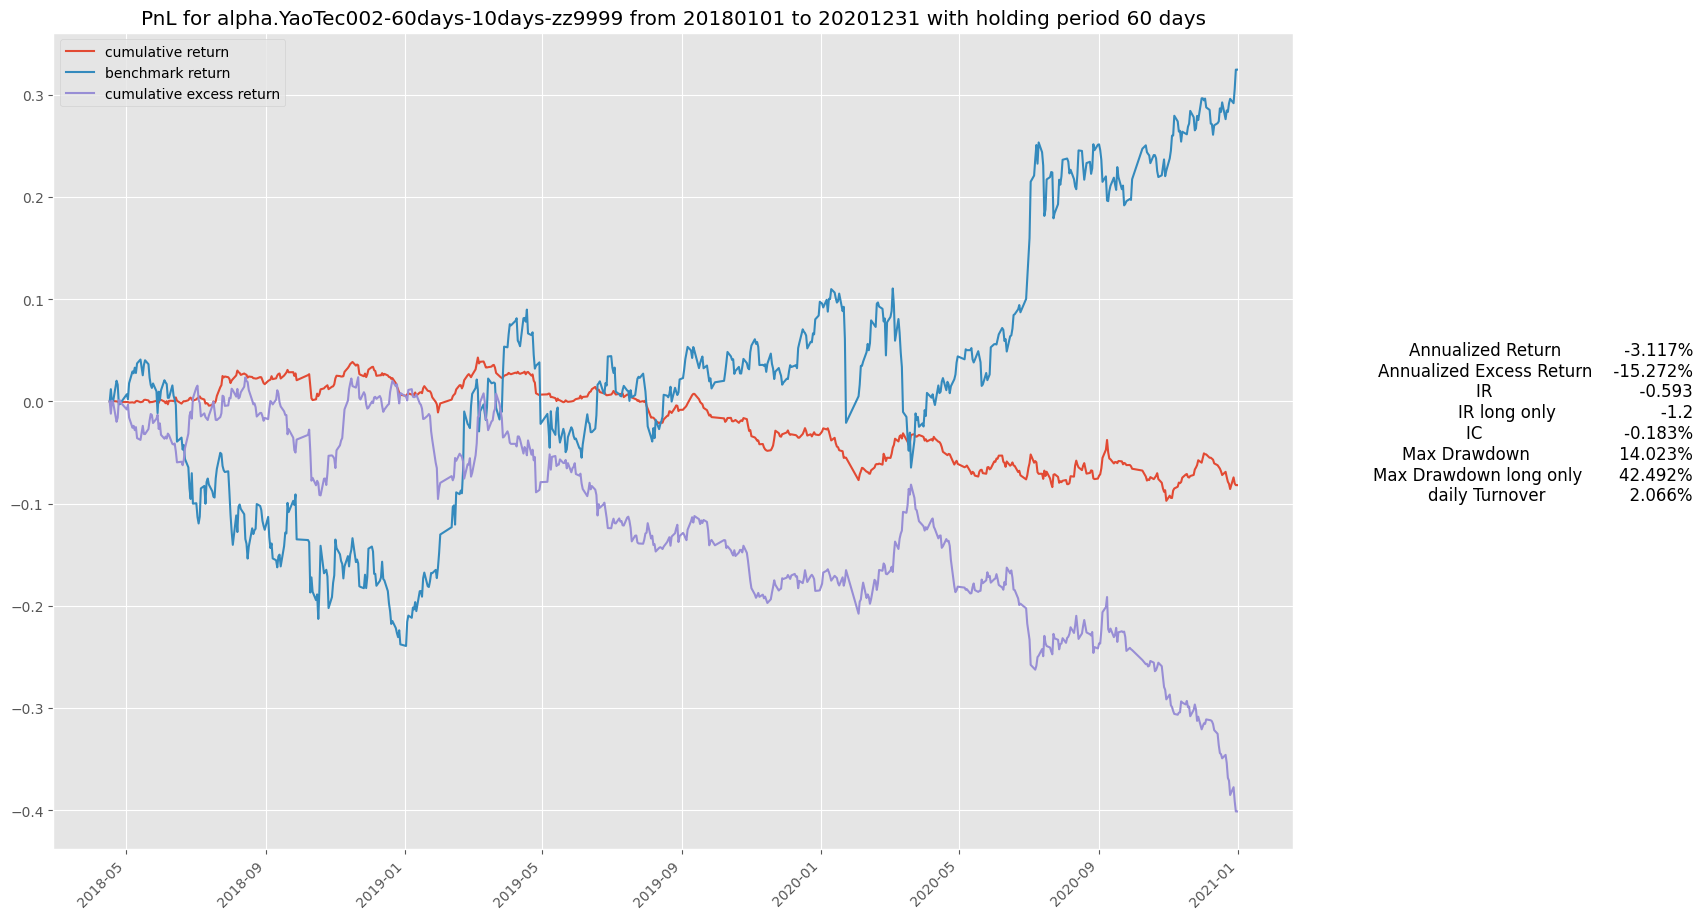 PnL for alpha.YaoTec002-60days-10days-zz9999 from 20180101 to 20201231 with holding period 60 days
cumulative return
benchmark return
cumulative excess return
0.3
0.2
0.1
0.0
−0.1
−0.2
−0.3
−0.4
2018-05
2018-09
2019-01
2019-05
2019-09
2020-01
2020-05
2020-09
2021-01
Annualized Return -3.117%
Annualized Excess Return -15.272%
IR -0.593
IR long only -1.2
IC -0.183%
Max Drawdown 14.023%
Max Drawdown long only 42.492%
daily Turnover 2.066%